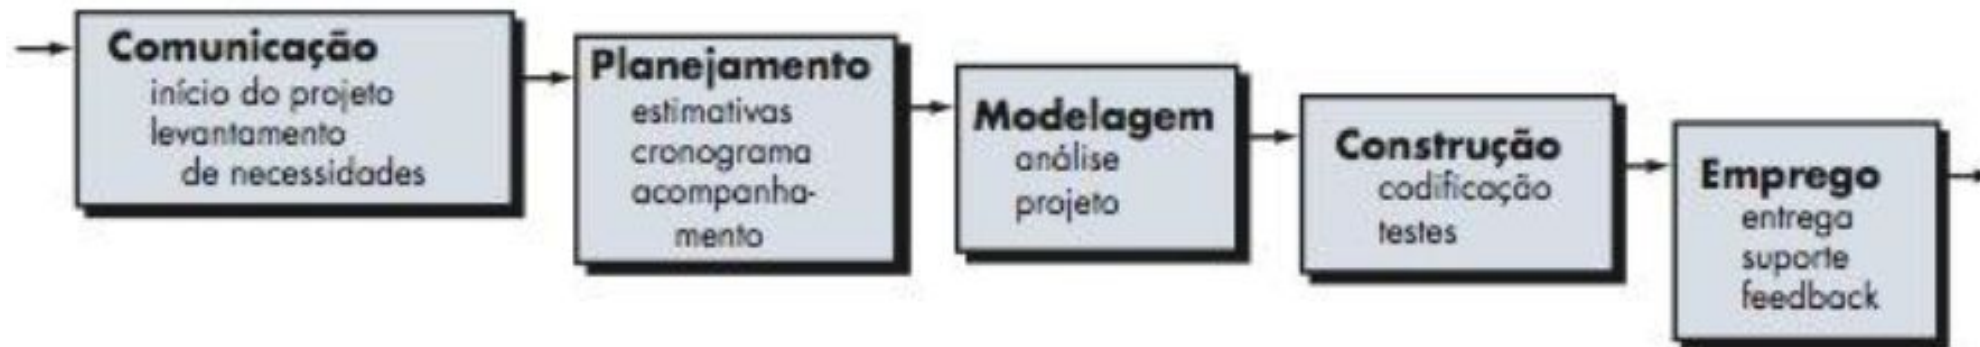 Comunicação
início do projeto
levantamento
de necessidades
Planejamento
estimativas
cronograma
acompanha-
mento
Modelagem
análise
projeto
Construção
codificação
testes
Emprego
entrega
suporte
feedback